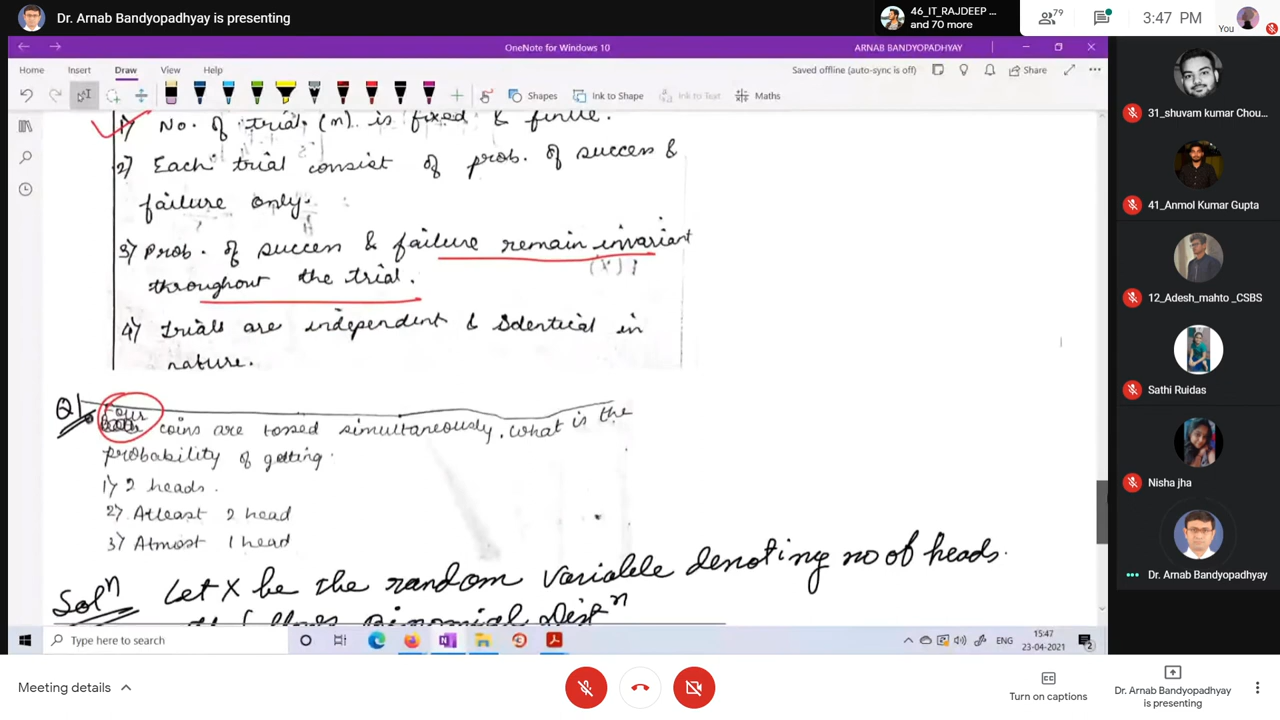 Dr. Arnab Bandyopadhyay is presenting
46_IT_RAJDEEP ...
and 70 more
79
3:47 PM
You
OneNote for Windows 10
ARNAB BANDYOPADHYAY
Home Insert Draw View Help
Saved offline (auto-sync is off)
Share
Shapes
Ink to Shape
Ink to Text
Maths
1) No. of trial (n) is fixed & finite.
2) Each trial consist of prob. of success &
failure only.
3) Prob. of success & failure remain invariant
throughout the trial.
4) Trials are independent & Identical in
nature.
Q1. Four coins are tossed simultaneously. What is the
probability of getting
1) 2 heads.
2) Atleast 2 head
3) Atmost 1 head
Solⁿ Let X be the random variable denoting no of heads.
Binomial Distⁿ
31_shuvam kumar Chou...
41_Anmol Kumar Gupta
12_Adesh_mahto _CSBS
Sathi Ruidas
Nisha jha
Dr. Arnab Bandyopadhyay
Type here to search
ENG
15:47
23-04-2021
2
Meeting details
Turn on captions
Dr. Arnab Bandyopadhyay
is presenting